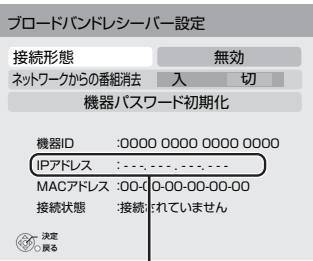 ブロードバンドレシーバー設定
接続形態 無効
ネットワークからの番組消去 入 切
機器パスワード初期化
機器ID :0000 0000 0000 0000
IPアドレス :---.---.---.---
MACアドレス :00-00-00-00-00-00
接続状態 :接続されていません
決定
戻る